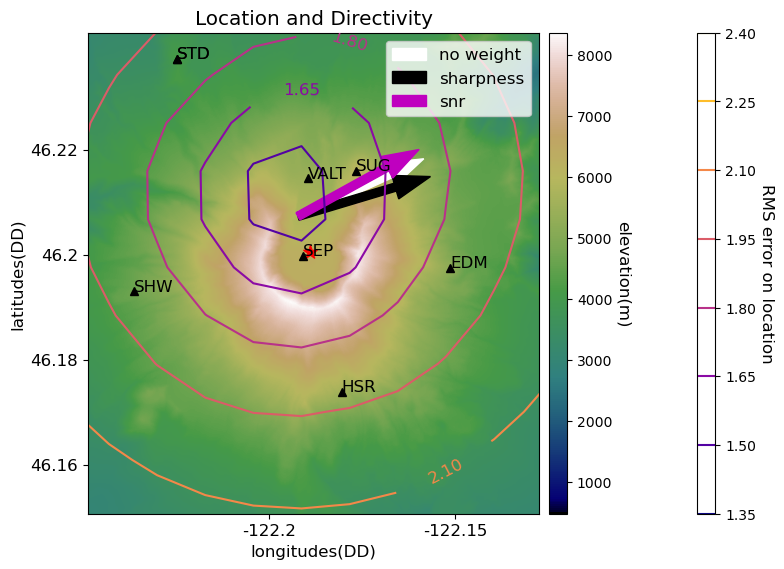 Location and Directivity
1.80
STD
no weight
sharpness
snr
1.65
VALT
SUG
SEP
EDM
SHW
HSR
2.10
46.22
46.2
46.18
46.16
latitudes(DD)
-122.2
-122.15
longitudes(DD)
8000
7000
6000
5000
4000
3000
2000
1000
elevation(m)
2.40
2.25
2.10
1.95
1.80
1.65
1.50
1.35
RMS error on location